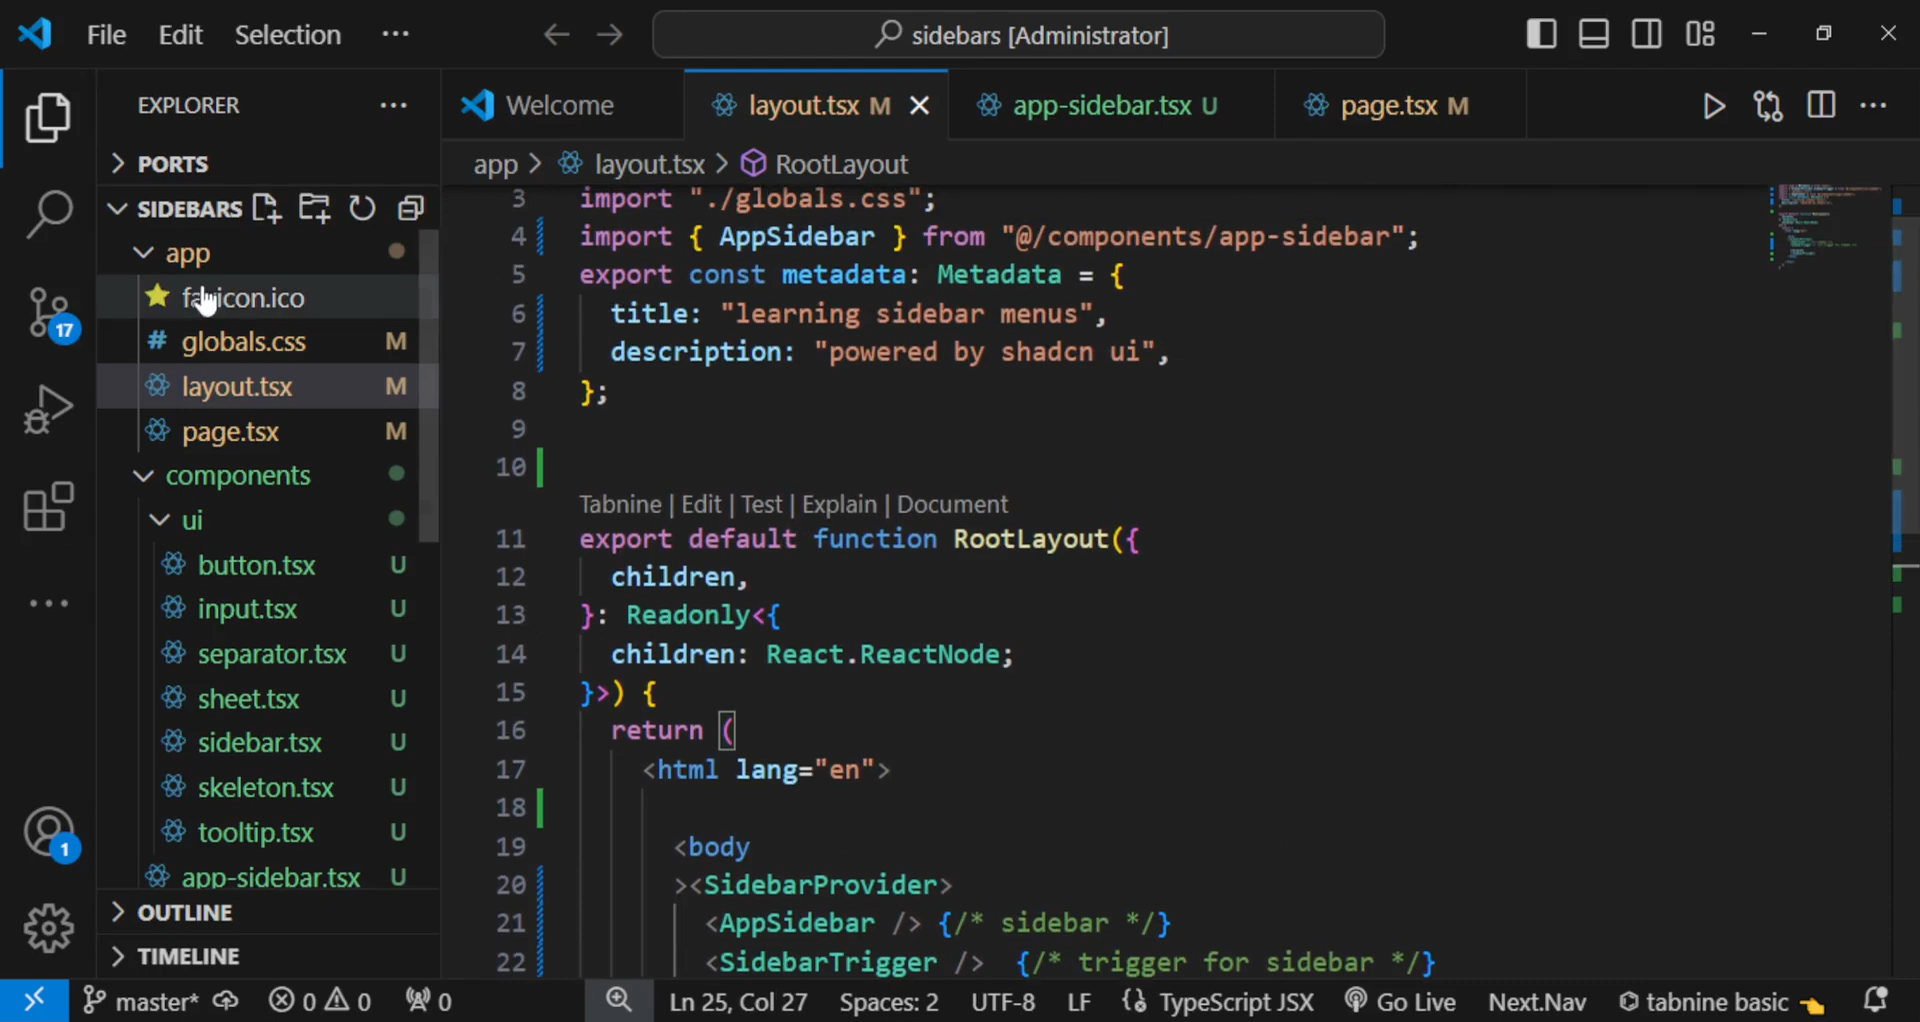 File Edit Selection ···
sidebars [Administrator]
EXPLORER ···
PORTS
SIDEBARS
app
favicon.ico
globals.css M
layout.tsx M
page.tsx M
components
ui
button.tsx U
input.tsx U
separator.tsx U
sheet.tsx U
sidebar.tsx U
skeleton.tsx U
tooltip.tsx U
app-sidebar.tsx U
OUTLINE
TIMELINE
17
1
Welcome layout.tsx M app-sidebar.tsx U page.tsx M
app > layout.tsx > RootLayout
3 import "./globals.css";
4 import { AppSidebar } from "@/components/app-sidebar";
5 export const metadata: Metadata = {
6 title: "learning sidebar menus",
7 description: "powered by shadcn ui",
8 };
9
10
Tabnine | Edit | Test | Explain | Document
11 export default function RootLayout({
12 children,
13 }: Readonly<{
14 children: React.ReactNode;
15 }>) {
16 return (
17 <html lang="en">
18
19 <body
20 ><SidebarProvider>
21 <AppSidebar /> {/* sidebar */}
22 <SidebarTrigger /> {/* trigger for sidebar */}
master* 0 0 0 Ln 25, Col 27 Spaces: 2 UTF-8 LF TypeScript JSX Go Live Next.Nav tabnine basic